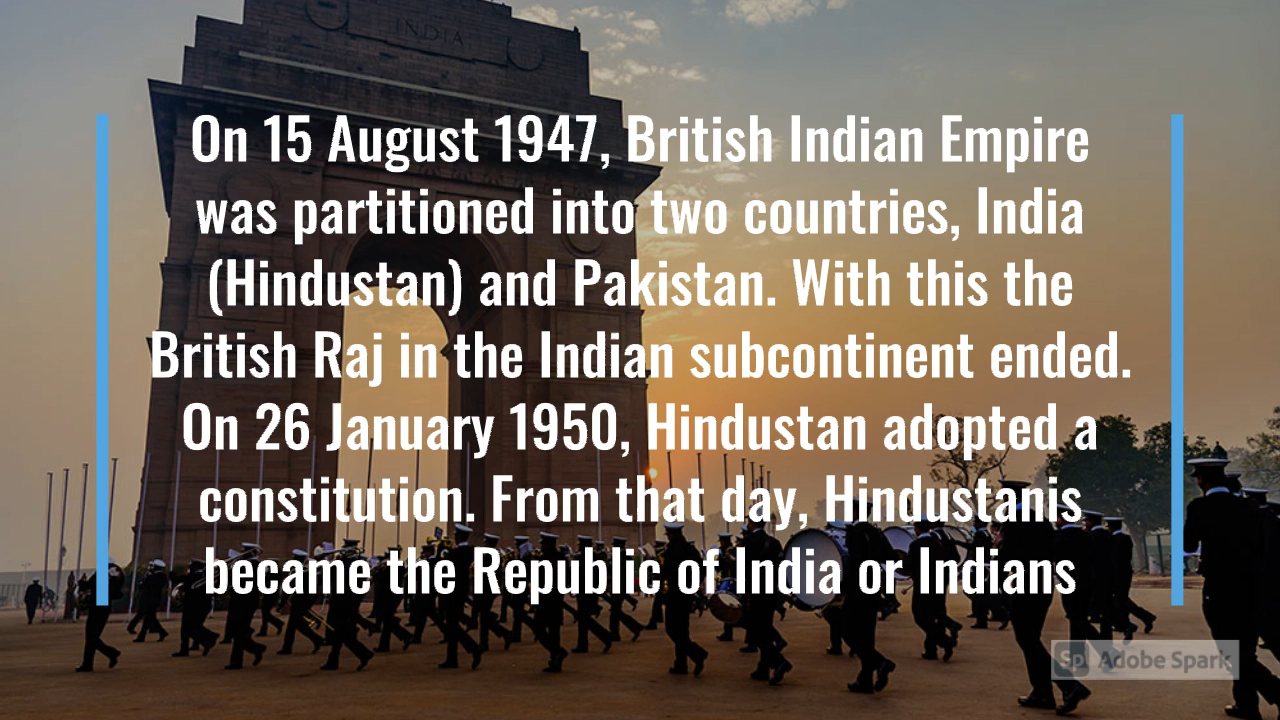 INDIA
On 15 August 1947, British Indian Empire
was partitioned into two countries, India
(Hindustan) and Pakistan. With this the
British Raj in the Indian subcontinent ended.
On 26 January 1950, Hindustan adopted a
constitution. From that day, Hindustanis
became the Republic of India or Indians
Sp Adobe Spark